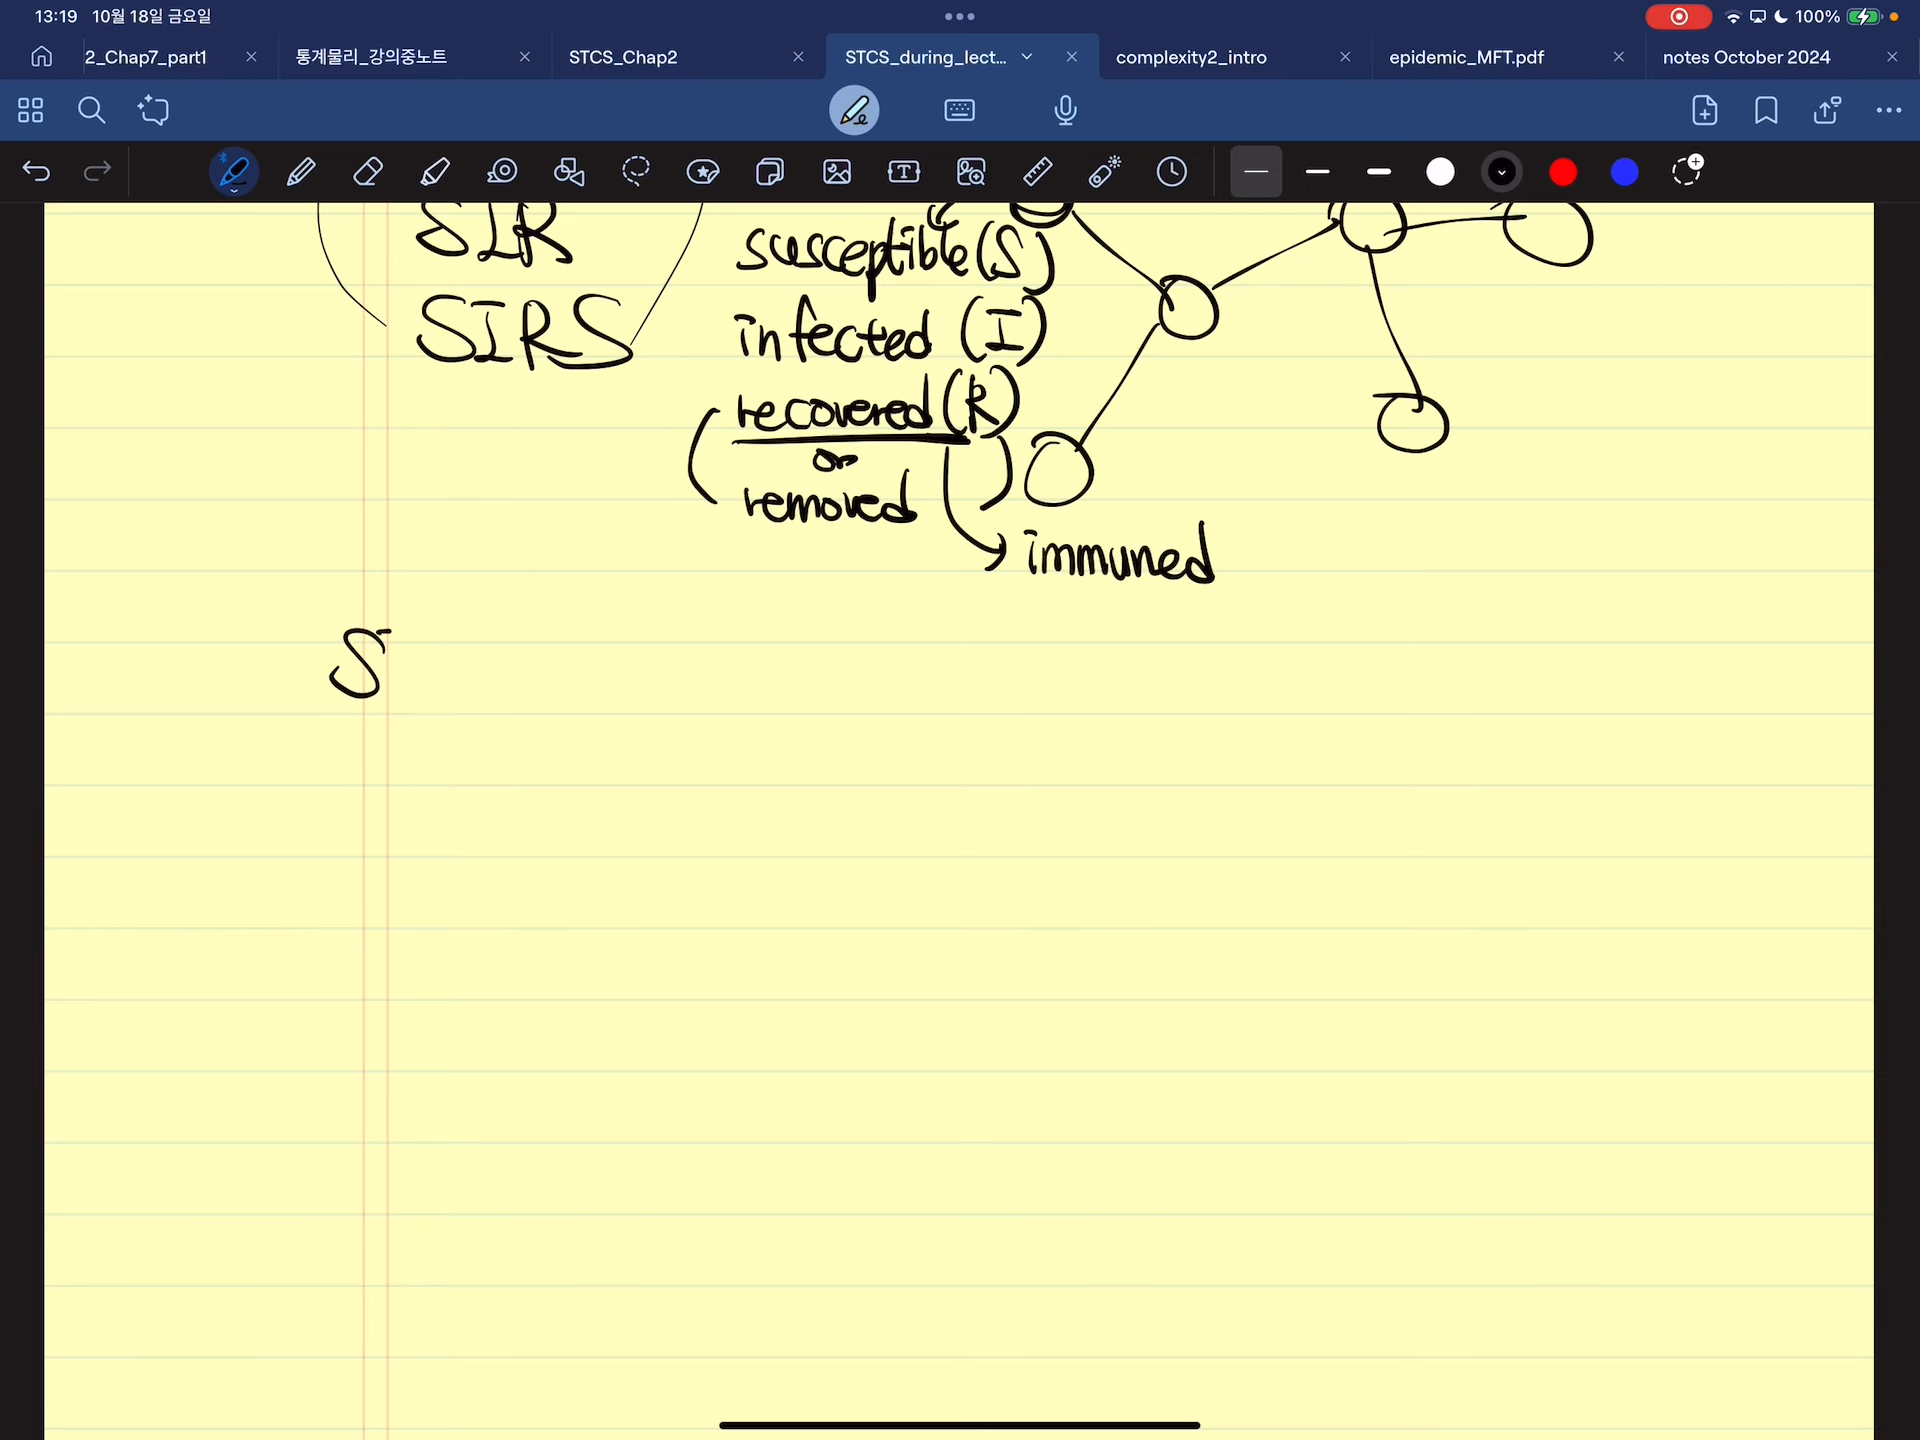 13:19 10월 18일 금요일 100%
2_Chap7_part1 통계물리_강의중노트 STCS_Chap2 STCS_during_lect... complexity2_intro epidemic_MFT.pdf notes October 2024
SIR
susceptible (S)
SIRS
infected (I)
recovered (R)
or
removed
immuned
S